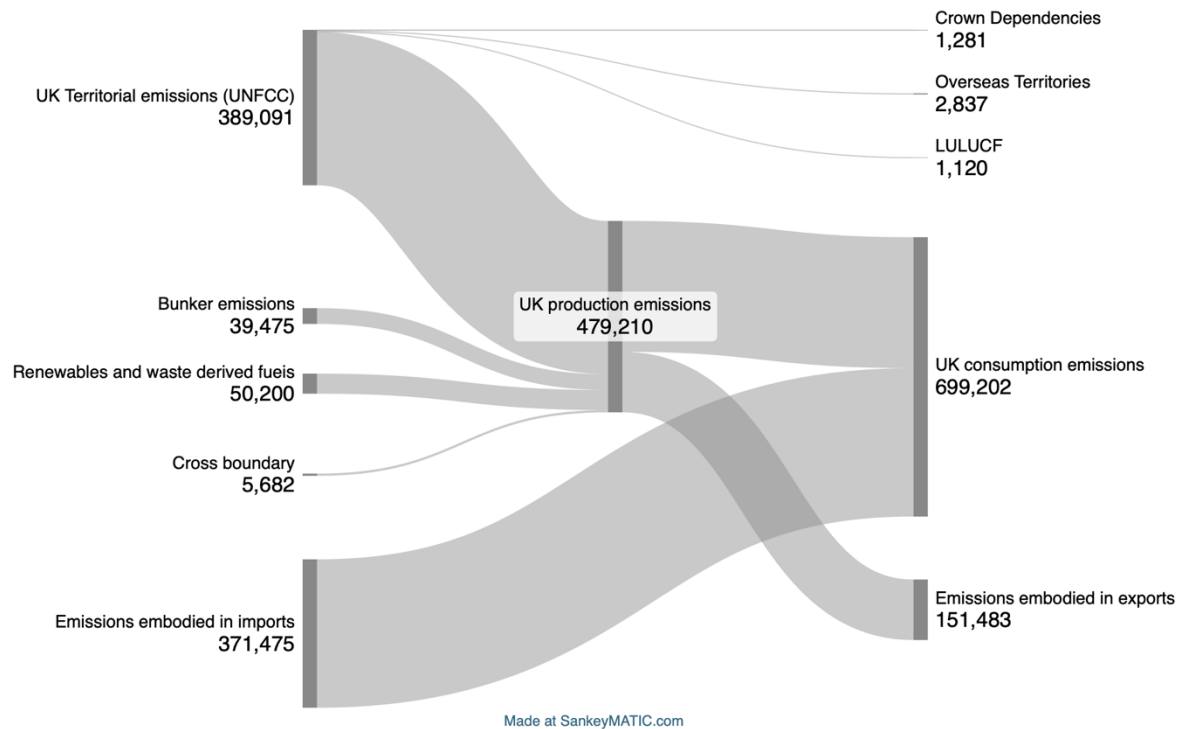 Crown Dependencies
1,281
UK Territorial emissions (UNFCC)
389,091
Overseas Territories
2,837
LULUCF
1,120
Bunker emissions
39,475
UK production emissions
479,210
Renewables and waste derived fueis
50,200
UK consumption emissions
699,202
Cross boundary
5,682
Emissions embodied in imports
371,475
Emissions embodied in exports
151,483
Made at SankeyMATIC.com